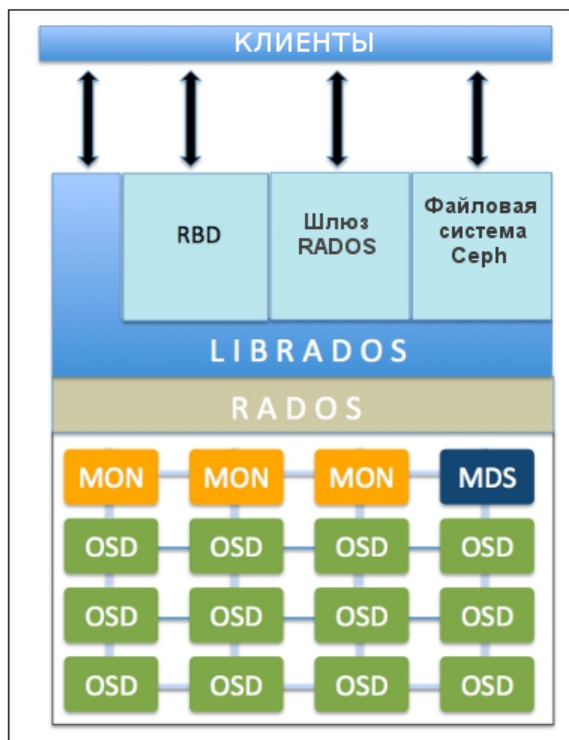 КЛИЕНТЫ
RBD
Шлюз
RADOS
Файловая
система
Ceph
LIBRADOS
RADOS
MON MON MON MDS
OSD OSD OSD OSD
OSD OSD OSD OSD
OSD OSD OSD OSD